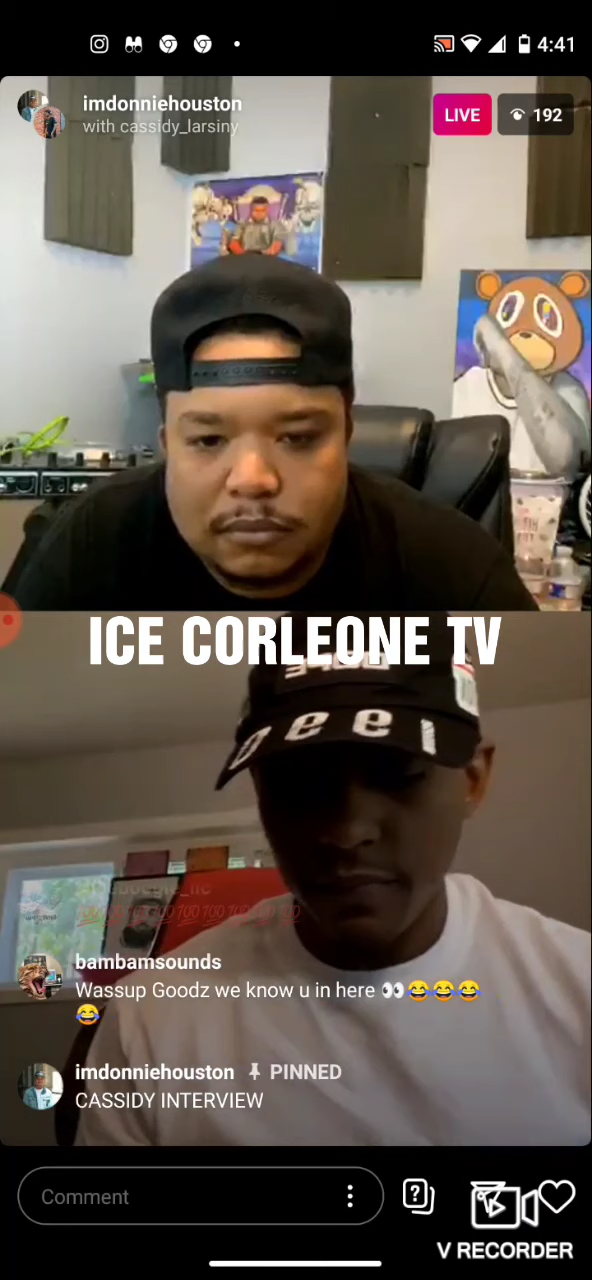 4:41
imdonniehouston
with cassidy_larsiny
LIVE
192
ICE CORLEONE TV
bambamsounds
Wassup Goodz we know u in here 👀😂😂😂
😂
imdonniehouston 📌 PINNED
CASSIDY INTERVIEW
Comment
V RECORDER